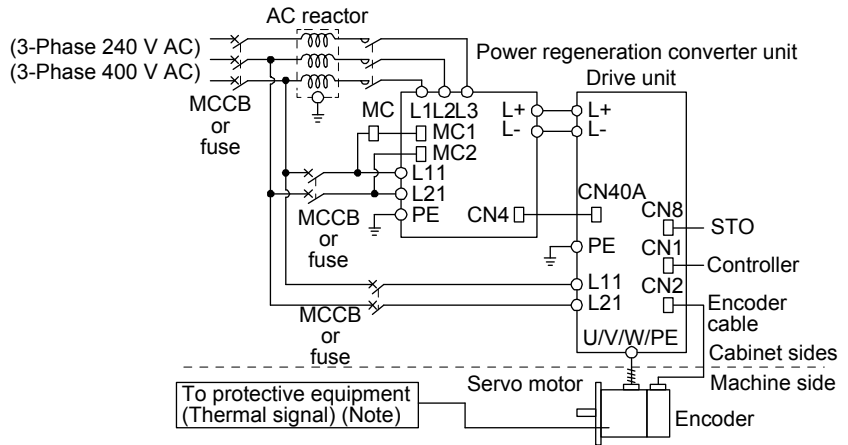 AC reactor
(3-Phase 240 V AC)
(3-Phase 400 V AC)
Power regeneration converter unit
Drive unit
MCCB
or
fuse
MC
L1L2L3
L+
L-
L+
L-
MC1
MC2
L11
L21
PE
CN4
CN40A
MCCB
or
fuse
CN8
STO
PE
CN1
Controller
L11
CN2
L21
Encoder
cable
MCCB
or
fuse
U/V/W/PE
Cabinet sides
Machine side
To protective equipment
(Thermal signal) (Note)
Servo motor
Encoder